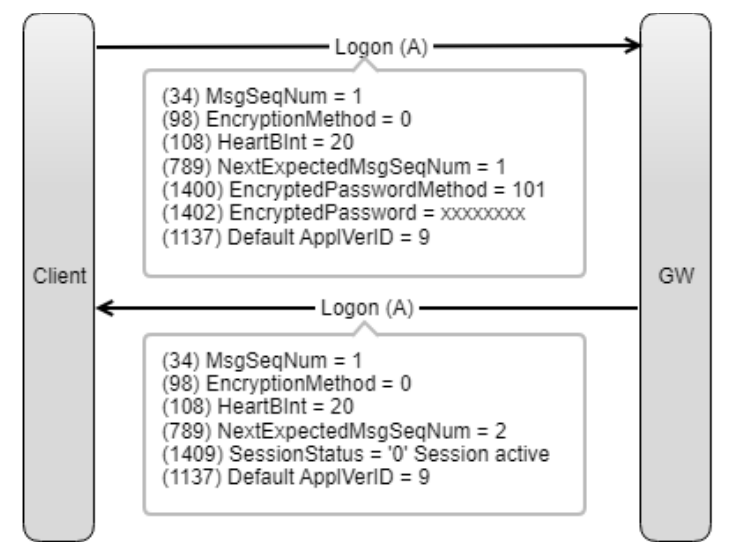 Logon (A)
(34) MsgSeqNum = 1
(98) EncryptionMethod = 0
(108) HeartBInt = 20
(789) NextExpectedMsgSeqNum = 1
(1400) EncryptedPasswordMethod = 101
(1402) EncryptedPassword = xxxxxxxx
(1137) Default ApplVerID = 9
Client
GW
Logon (A)
(34) MsgSeqNum = 1
(98) EncryptionMethod = 0
(108) HeartBInt = 20
(789) NextExpectedMsgSeqNum = 2
(1409) SessionStatus = '0' Session active
(1137) Default ApplVerID = 9